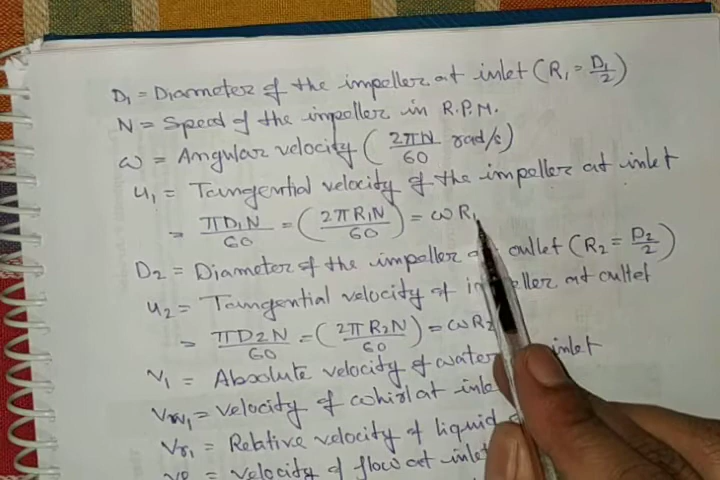 D₁ = Diameter of the impeller at inlet (R₁ = D₁/2)
N = Speed of the impeller in R.P.M.
ω = Angular velocity (2πN/60 rad/s)
u₁ = Tangential velocity of the impeller at inlet
= πD₁N/60 = (2πR₁N/60) = ωR₁
D₂ = Diameter of the impeller outlet (R₂ = D₂/2)
u₂ = Tangential velocity of impeller at outlet
= πD₂N/60 = (2πR₂N/60) = ωR₂
V₁ = Absolute velocity of water inlet
Vw₁ = velocity of whirl at
Vr₁ = Relative velocity of liquid
= velocity of flow at inlet